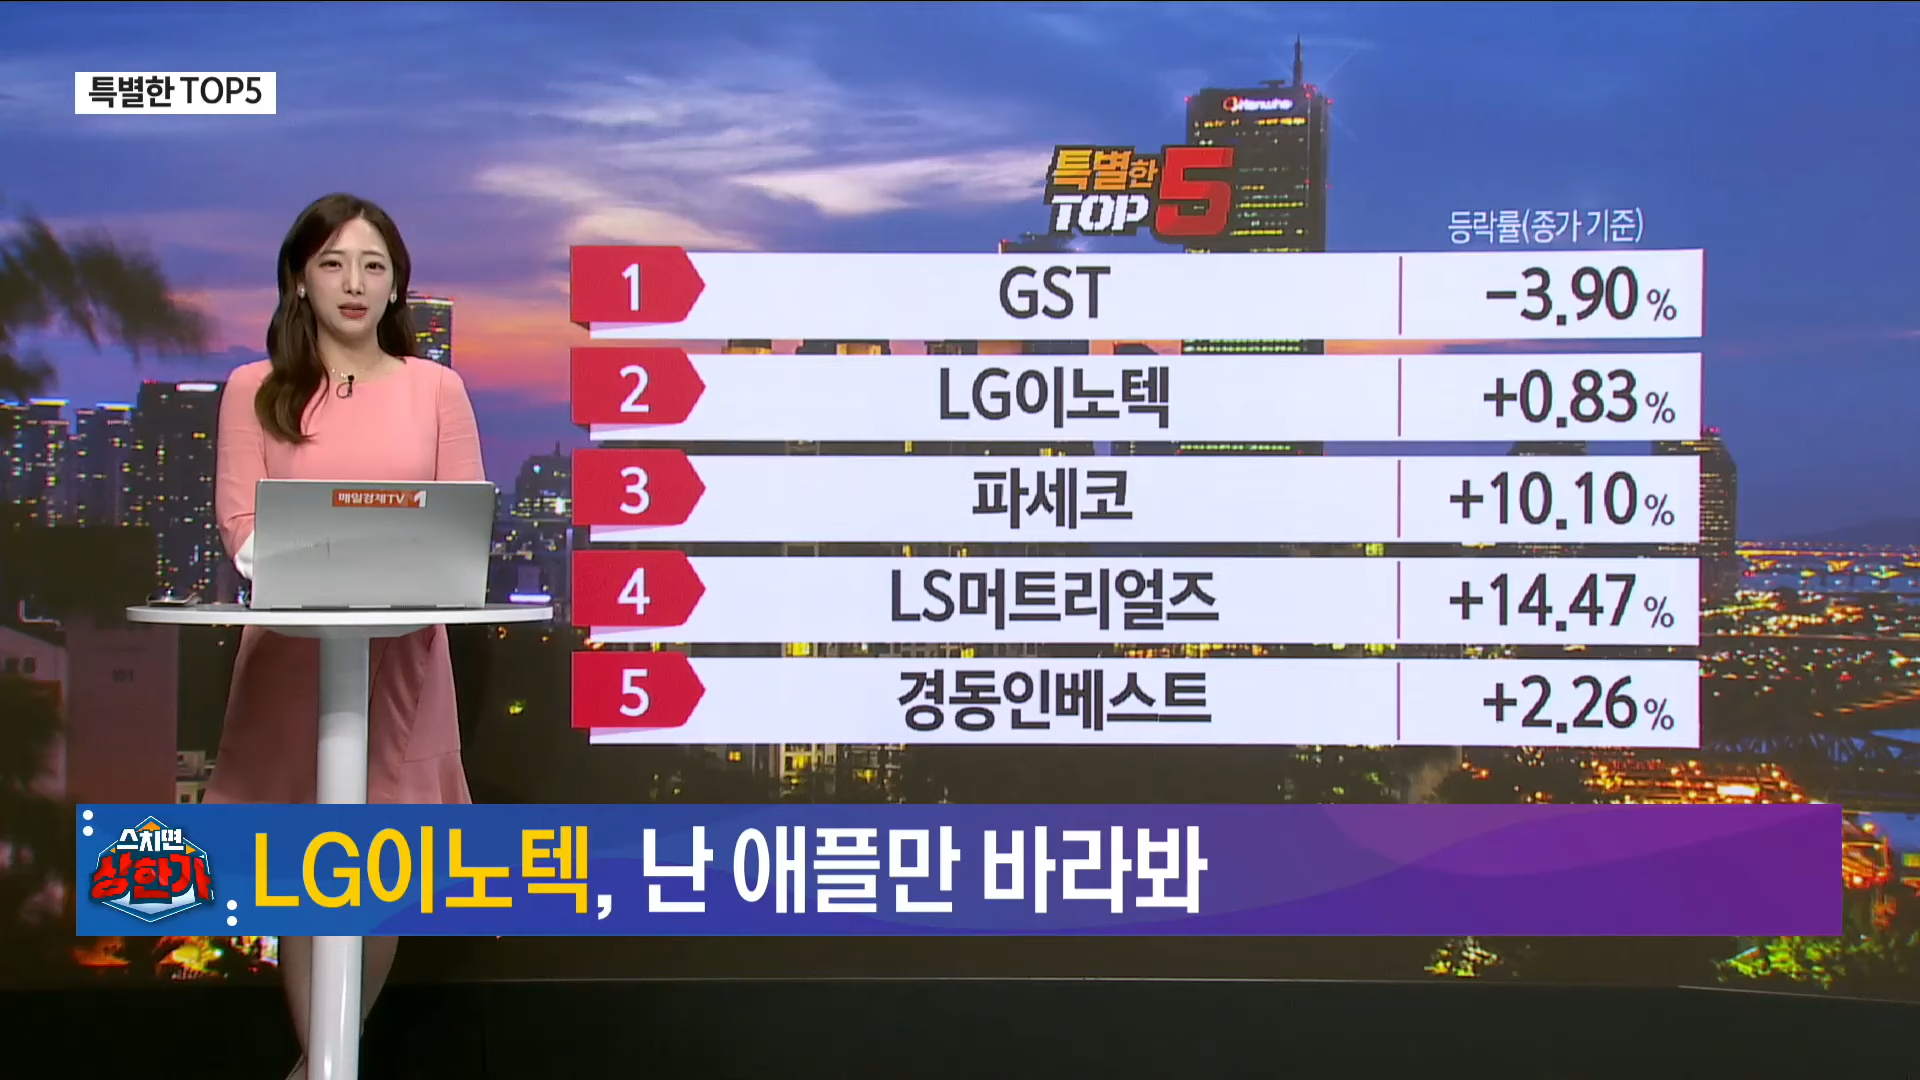 특별한 TOP5
Hanwha
특별한
TOP 5
등락률(종가 기준)
1 GST -3.90 %
2 LG이노텍 +0.83 %
3 파세코 +10.10 %
4 LS머트리얼즈 +14.47 %
5 경동인베스트 +2.26 %
매일경제TV 1
스치면
상한가
LG이노텍, 난 애플만 바라봐